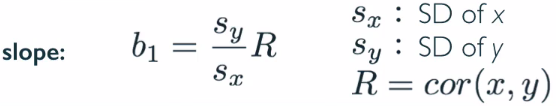 slope: b₁ = s_y / s_x R
s_x : SD of x
s_y : SD of y
R = cor(x, y)